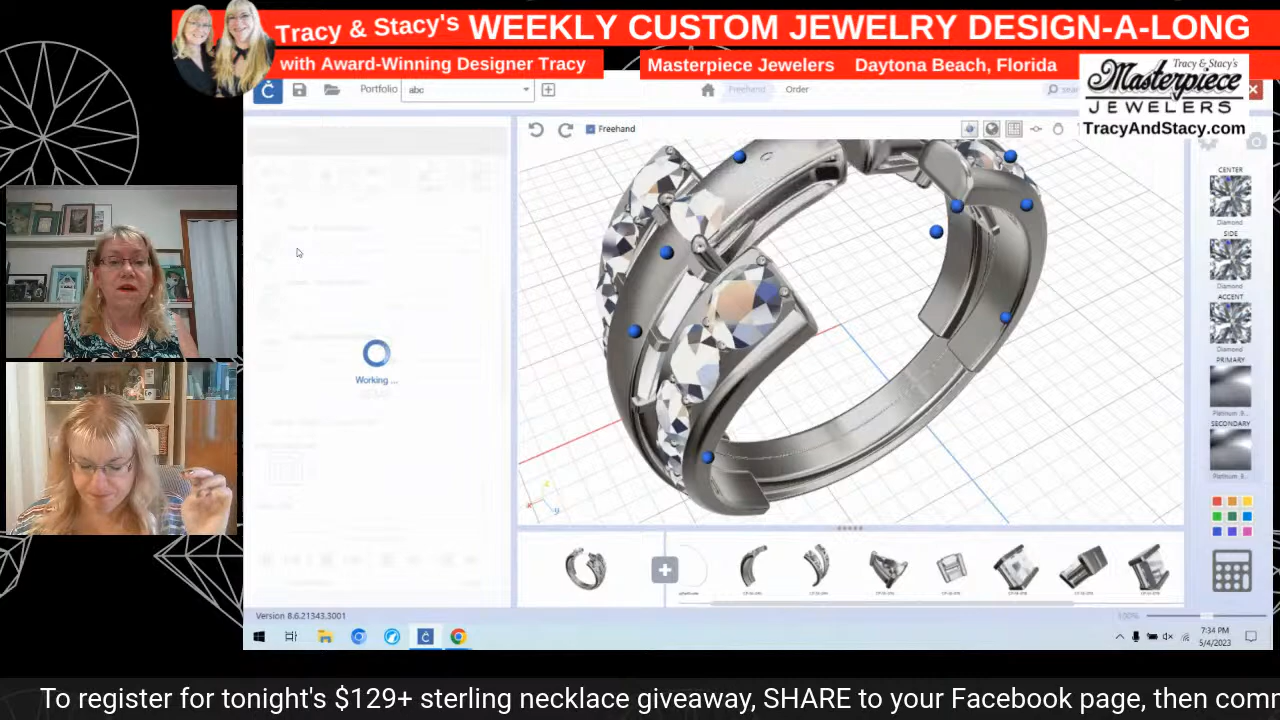 Tracy & Stacy's WEEKLY CUSTOM JEWELRY DESIGN-A-LONG
with Award-Winning Designer Tracy
Masterpiece Jewelers Daytona Beach, Florida
Tracy & Stacy's
Masterpiece
JEWELERS
TracyAndStacy.com
Portfolio abc
Freehand Order
Freehand
CENTER
Diamond
SIDE
Diamond
ACCENT
Diamond
PRIMARY
Platinum
SECONDARY
Platinum
Working ...
Version 8.6.21343.3001
7:34 PM
5/4/2023
To register for tonight's $129+ sterling necklace giveaway, SHARE to your Facebook page, then comm